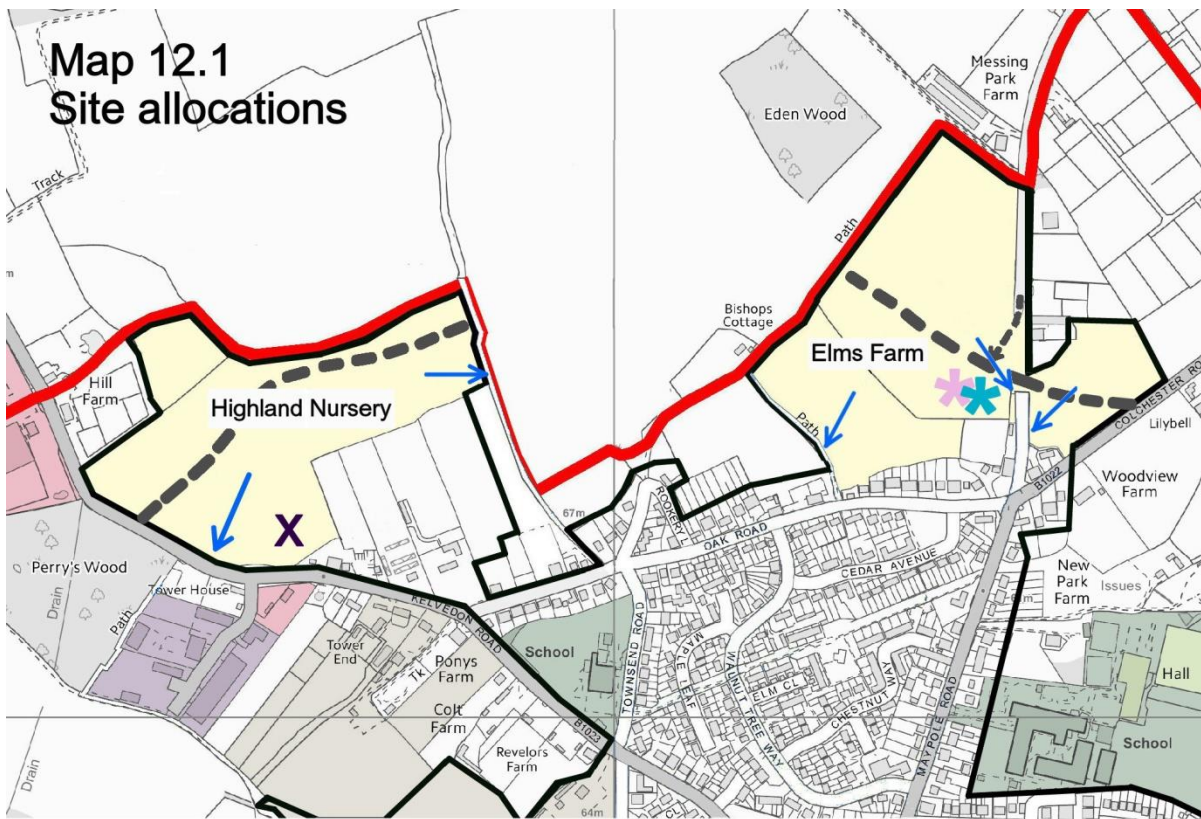 Map 12.1
Site allocations
Messing
Park
Farm
Eden Wood
Track
Path
Bishops
Cottage
Hill
Farm
Elms Farm
Highland Nursery
Path
COLCHESTER RO
Lilybell
B1022
Woodview
Farm
67m
ROOKERY L
OAK ROAD
X
CEDAR AVENUE
New
Park
Farm
Issues
Perry's Wood
Drain
Path
Tower House
KELVEDON ROAD
School
TOWNSEND ROAD
MAPLE LEAF
WALNUT TREE WAY
Tower
End
Tk
Ponys
Farm
ELM CL
CHESTNUT
WAY
MAYPOLE ROAD
Hall
Colt
Farm
B1023
School
Revelors
Farm
Drain
64m